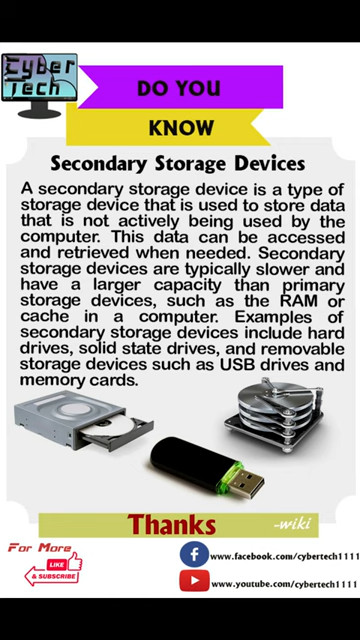 Cyber
Tech
DO YOU
KNOW
Secondary Storage Devices
A secondary storage device is a type of
storage device that is used to store data
that is not actively being used by the
computer. This data can be accessed
and retrieved when needed. Secondary
storage devices are typically slower and
have a larger capacity than primary
storage devices, such as the RAM or
cache in a computer. Examples of
secondary storage devices include hard
drives, solid state drives, and removable
storage devices such as USB drives and
memory cards.
Thanks
-wiki
For More
LIKE
& SUBSCRIBE
www.facebook.com/cybertech1111
www.youtube.com/cybertech1111